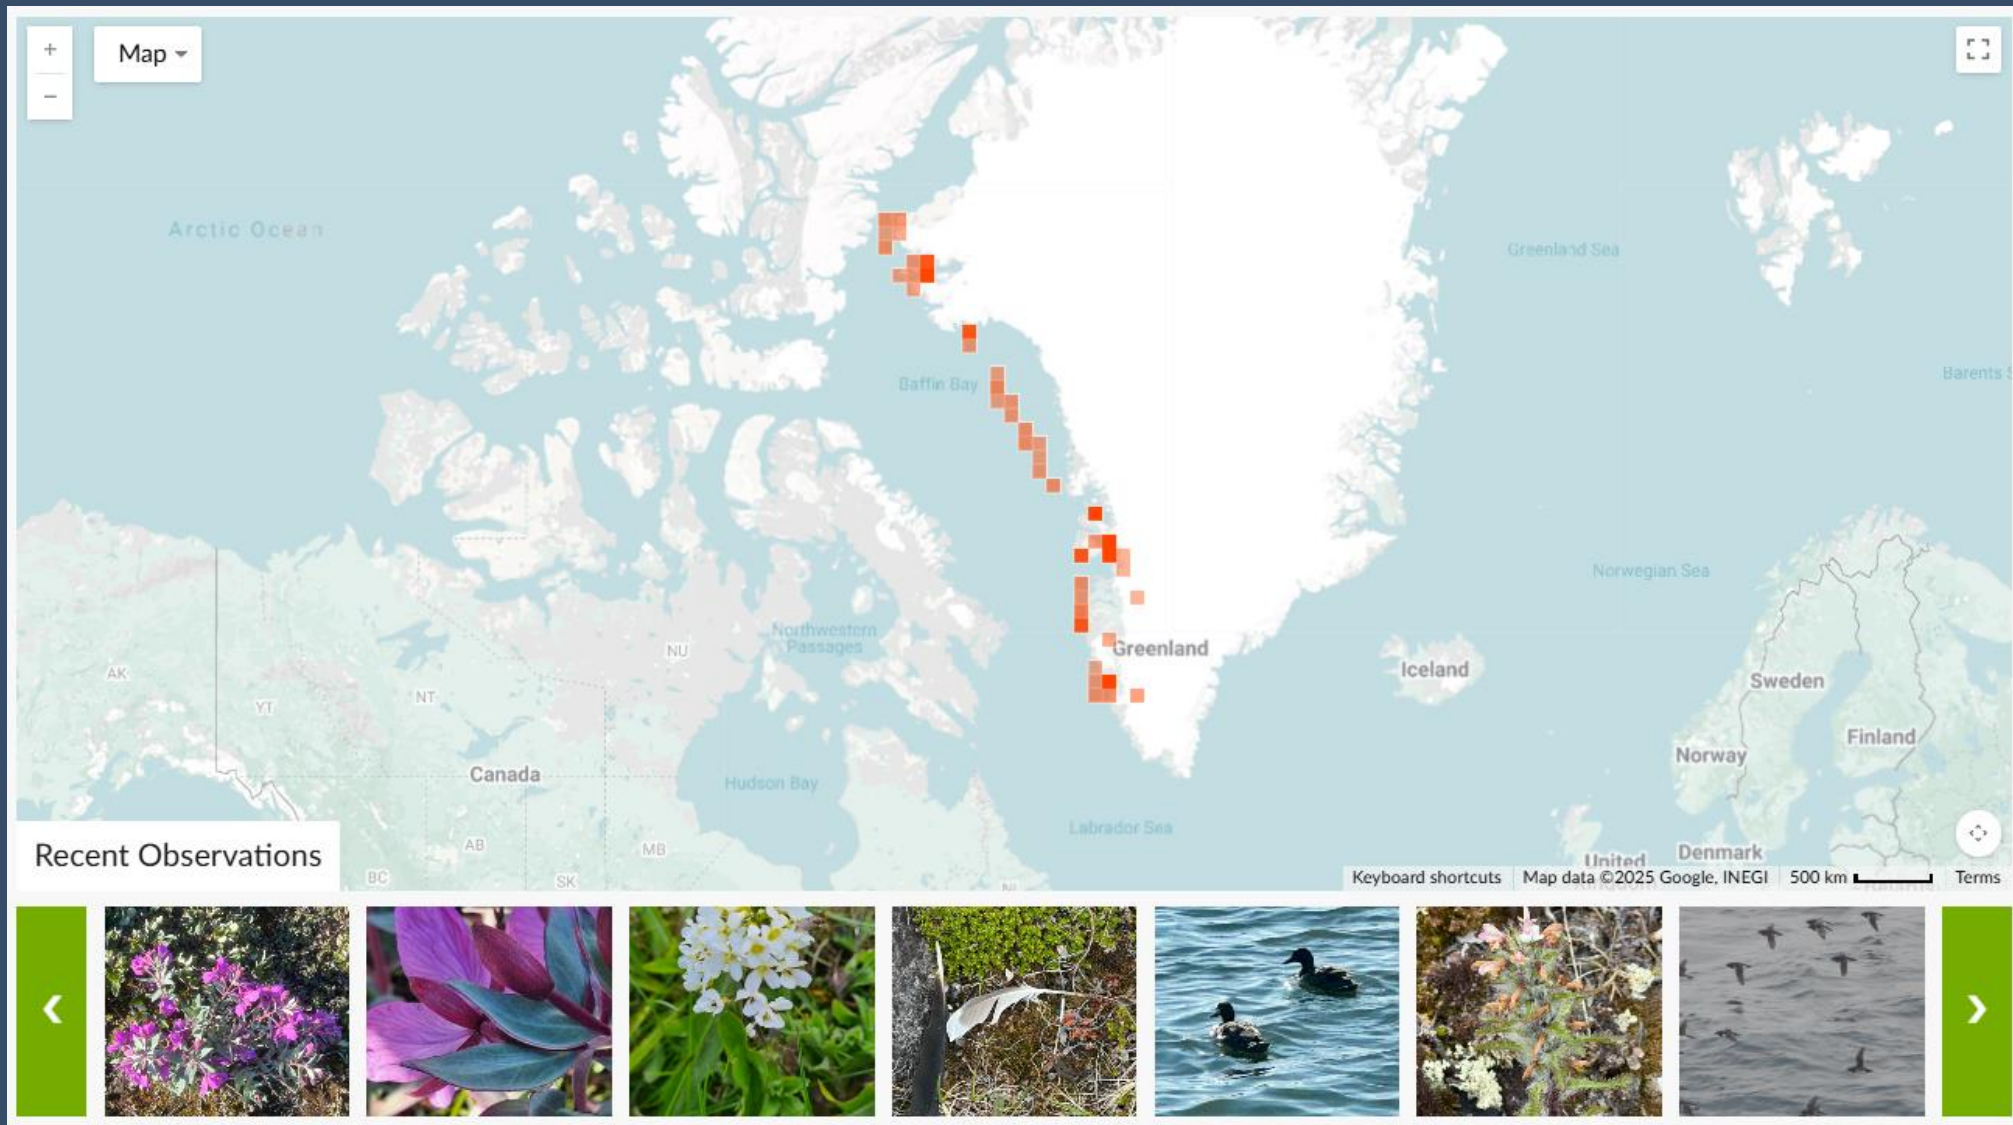 +
Map
−
Arctic Ocean
Greenland Sea
Baffin Bay
Barents
Norwegian Sea
Northwestern
Passages
NU
Greenland
Iceland
AK
NT
YT
Sweden
Finland
Norway
Canada
Hudson Bay
Labrador Sea
AB
MB
Denmark
United
BC
SK
Recent Observations
Keyboard shortcuts
Map data ©2025 Google, INEGI
500 km
Terms